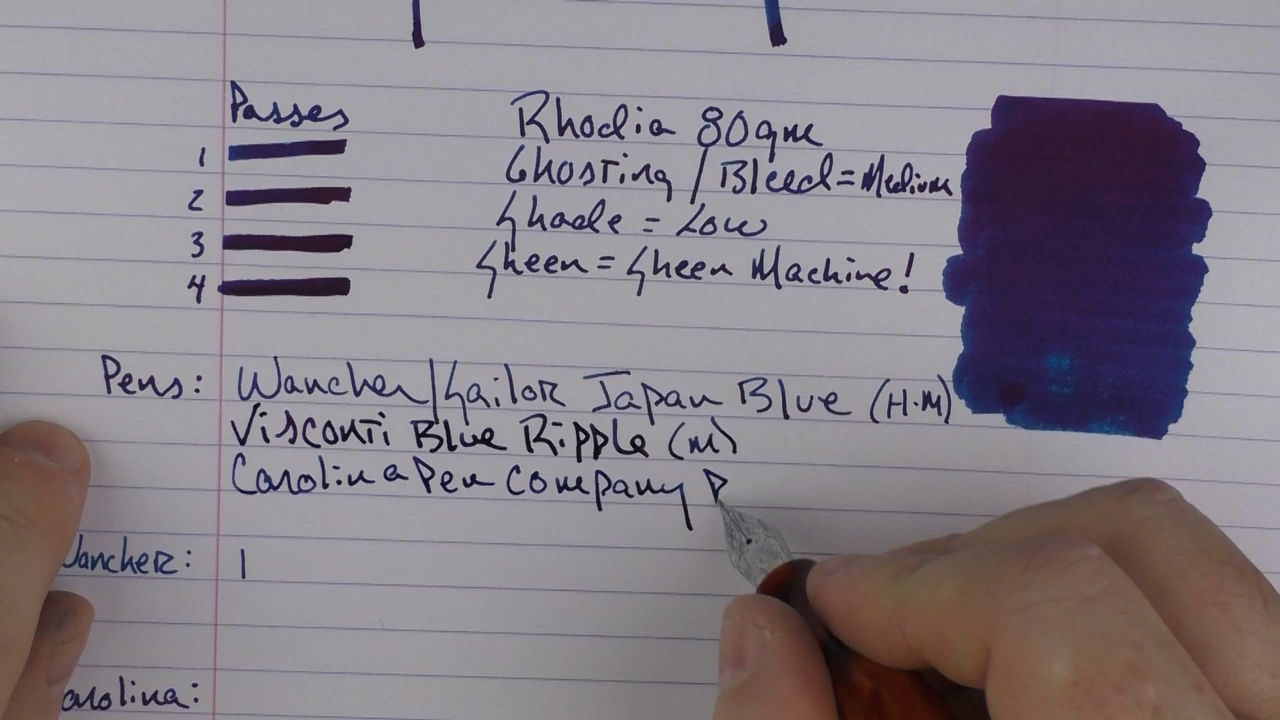 Passes
1
2
3
4
Rhodia 80gm
Ghosting / Bleed = Medium
Shade = Low
Sheen = Sheen Machine!
Pens: Wancher/Sailor Japan Blue (H·M)
Visconti Blue Ripple (M)
Carolina Pen Company P
Wancher: 1
arolina: